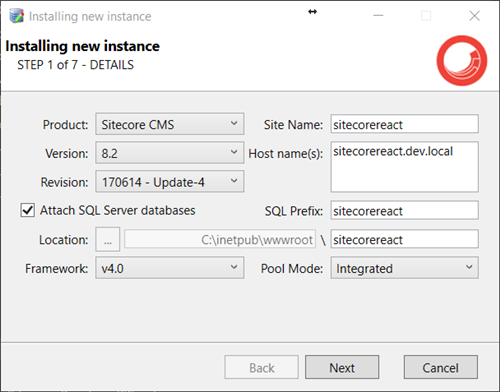 Installing new instance
Installing new instance
STEP 1 of 7 - DETAILS
Product: Sitecore CMS Site Name: sitecorereact
Version: 8.2 Host name(s): sitecorereact.dev.local
Revision: 170614 - Update-4
Attach SQL Server databases SQL Prefix: sitecorereact
Location: ... C:\inetpub\wwwroot \ sitecorereact
Framework: v4.0 Pool Mode: Integrated
Back Next Cancel